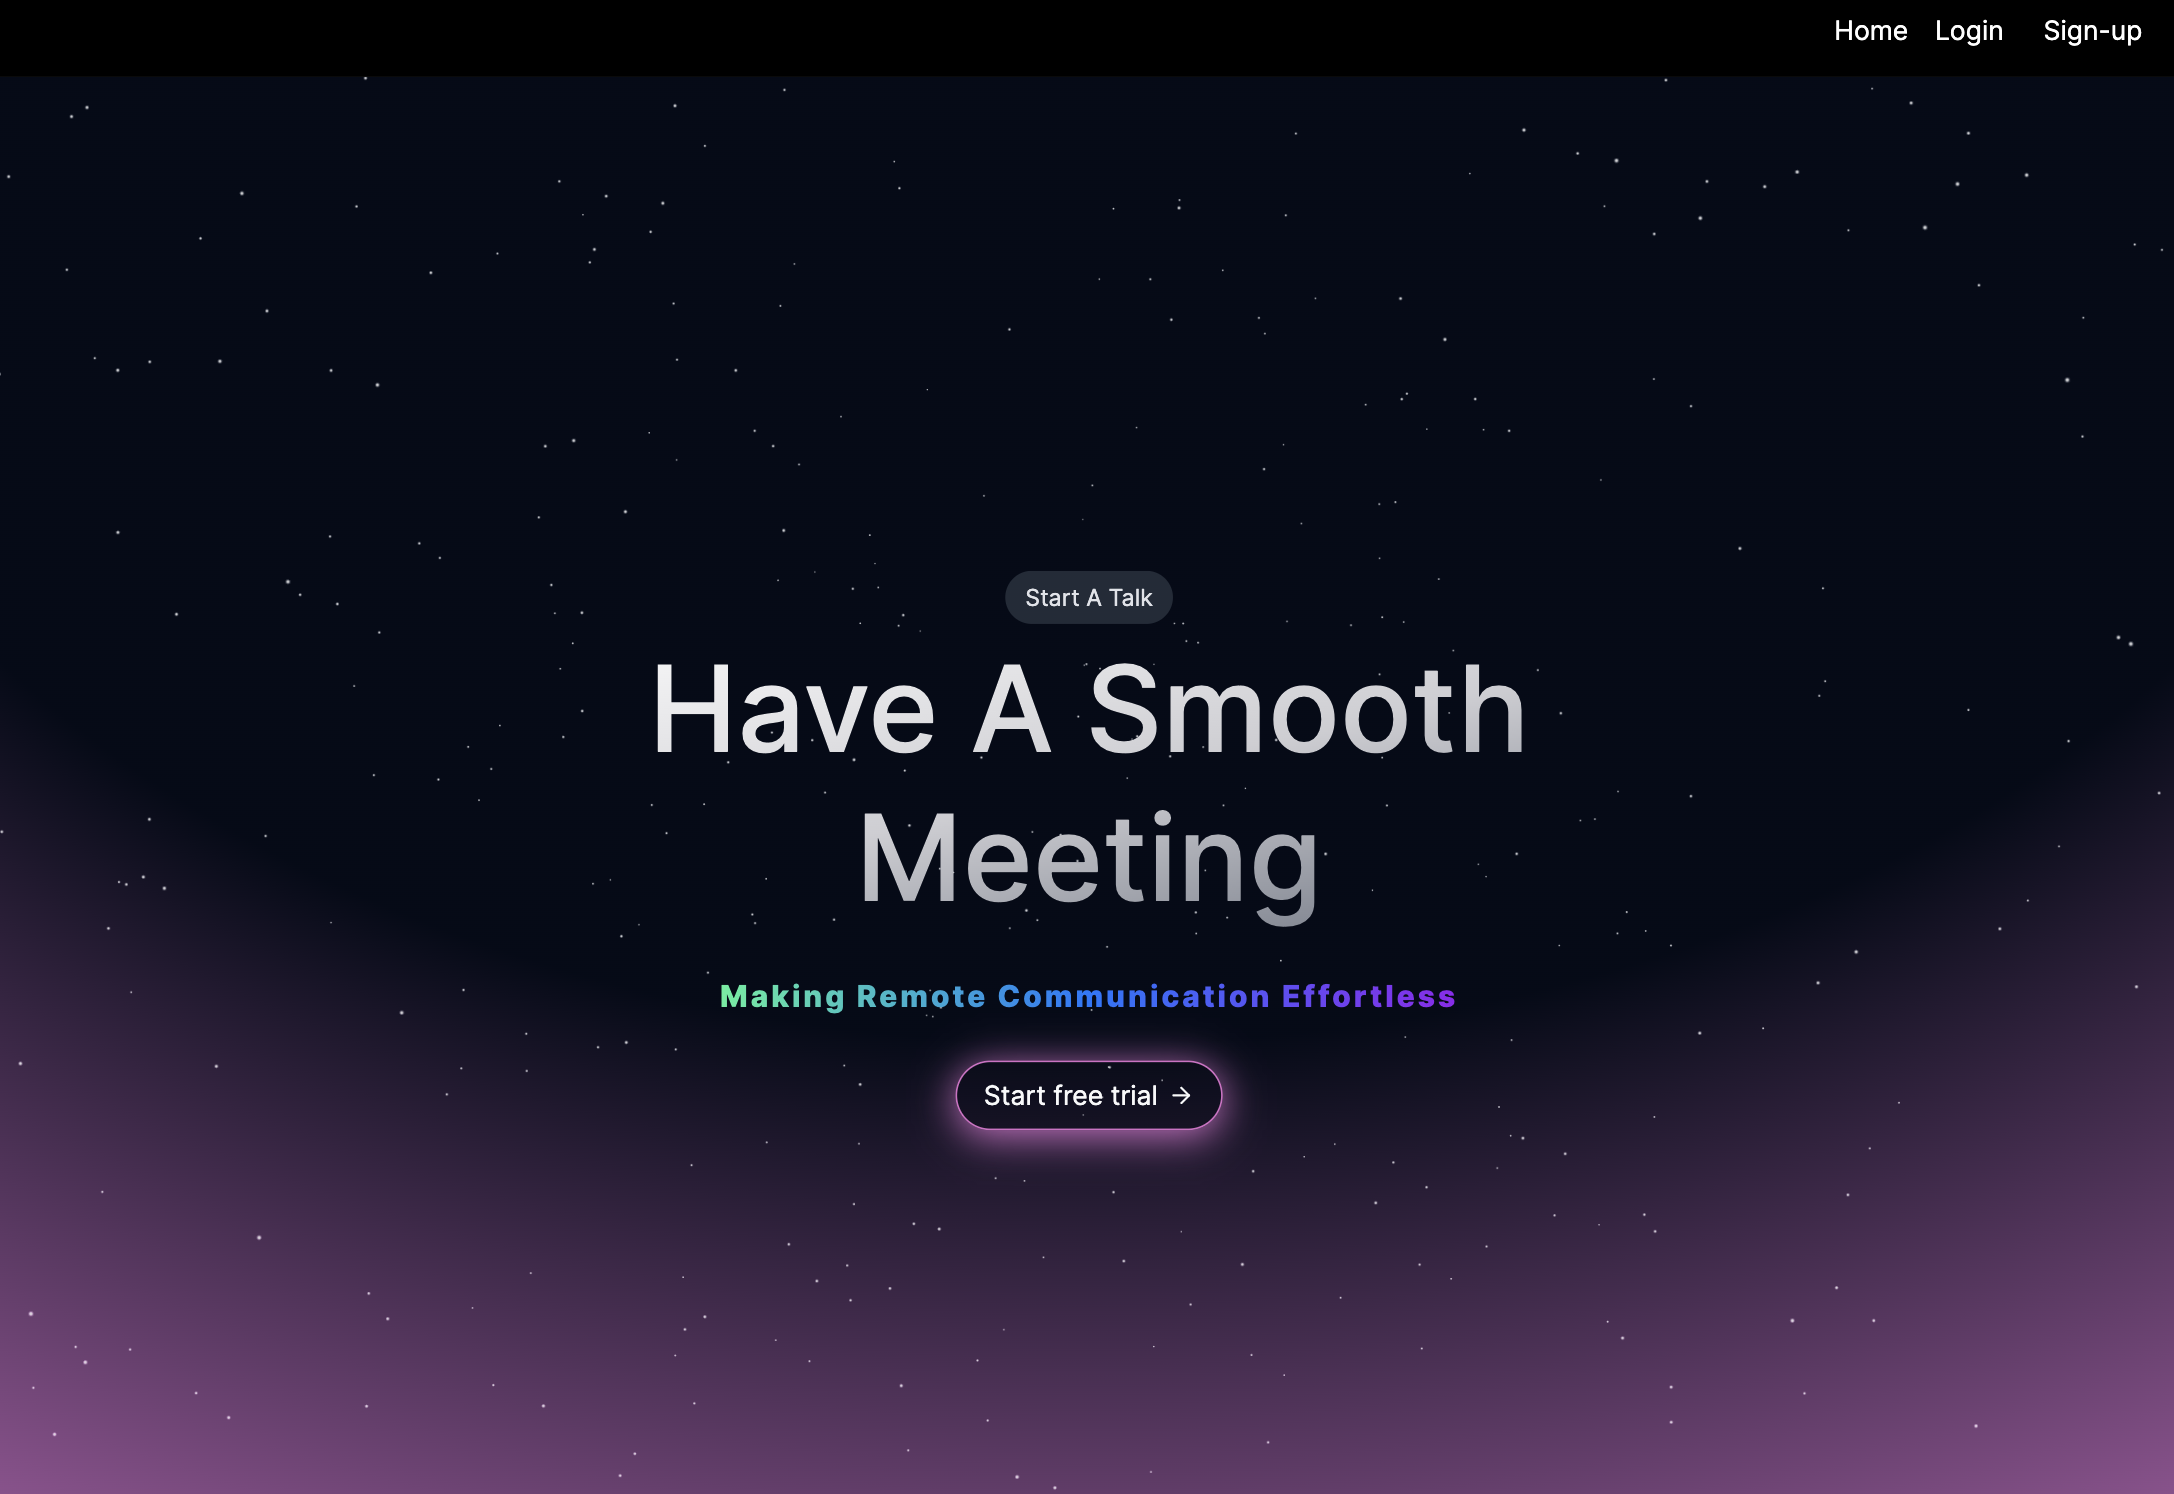 Home Login Sign-up
Start A Talk
Have A Smooth
Meeting
Making Remote Communication Effortless
Start free trial →